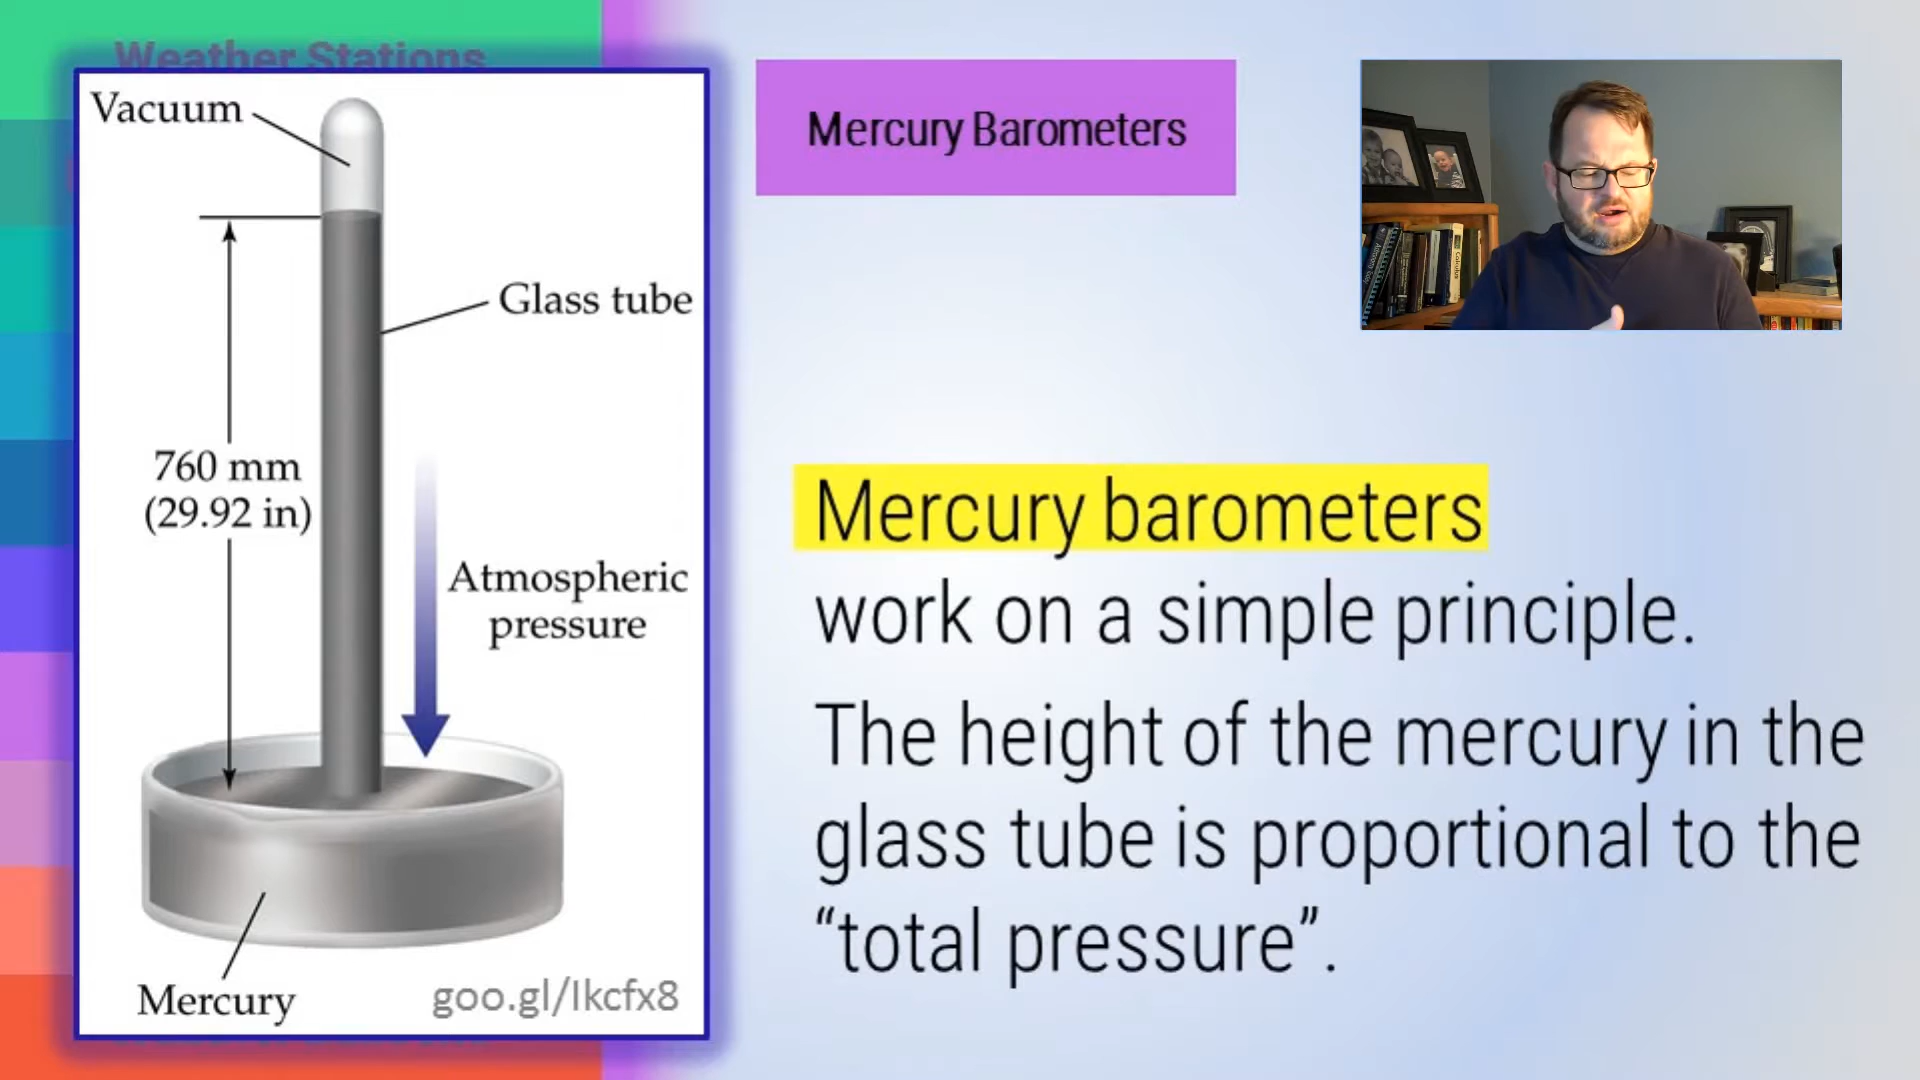 Weather Stations
Vacuum
Glass tube
760 mm
(29.92 in)
Atmospheric
pressure
Mercury
goo.gl/Ikcfx8
Mercury Barometers
Mercury barometers
work on a simple principle.
The height of the mercury in the
glass tube is proportional to the
“total pressure”.
Calculus